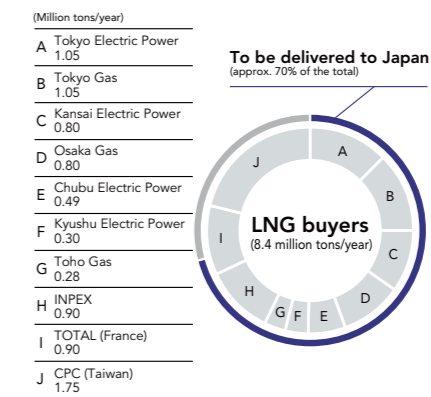 (Million tons/year)
A Tokyo Electric Power
1.05
B Tokyo Gas
1.05
C Kansai Electric Power
0.80
D Osaka Gas
0.80
E Chubu Electric Power
0.49
F Kyushu Electric Power
0.30
G Toho Gas
0.28
H INPEX
0.90
I TOTAL (France)
0.90
J CPC (Taiwan)
1.75
To be delivered to Japan
(approx. 70% of the total)
LNG buyers
(8.4 million tons/year)
A
B
C
D
E
F
G
H
I
J